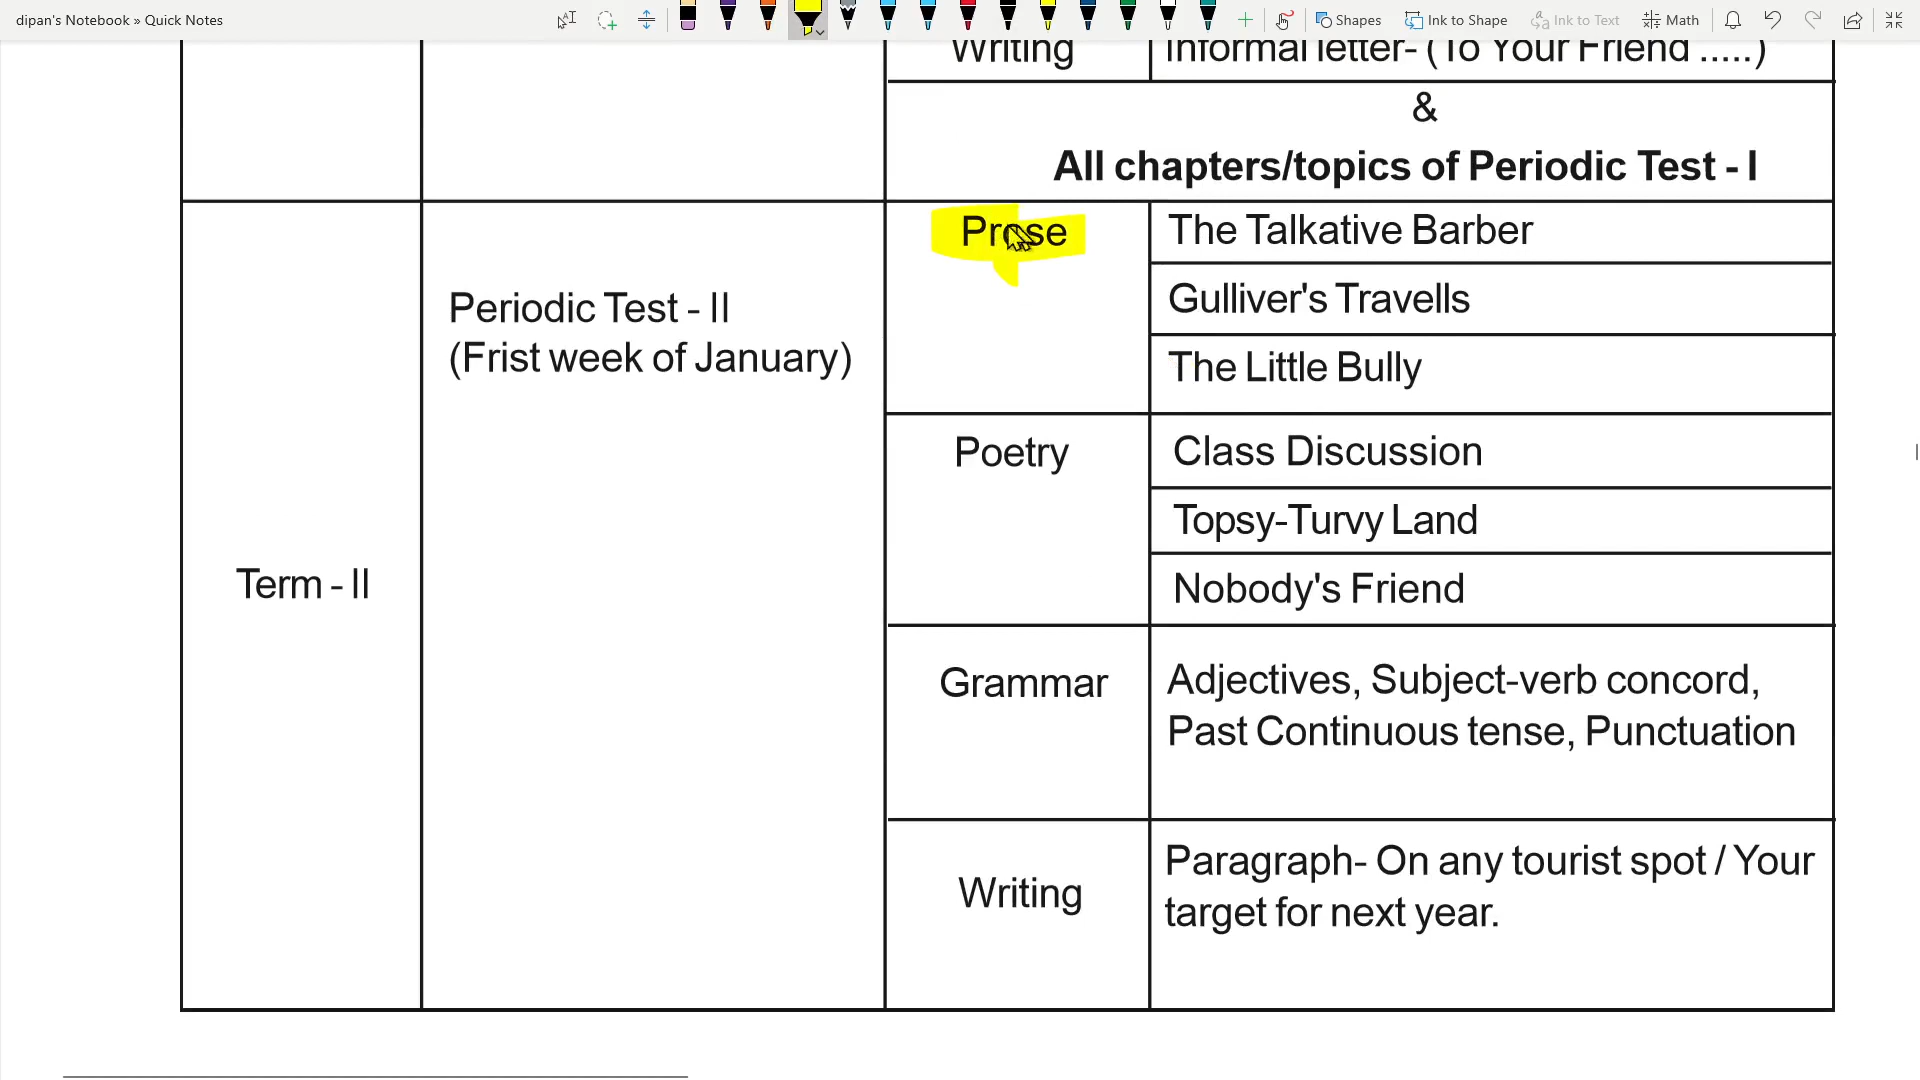 dipan's Notebook » Quick Notes
Shapes
Ink to Shape
Ink to Text
Math
Writing
Informal letter- (To Your Friend .....)
&
All chapters/topics of Periodic Test - I
Term - II
Periodic Test - II
(Frist week of January)
Prose
The Talkative Barber
Gulliver's Travells
The Little Bully
Poetry
Class Discussion
Topsy-Turvy Land
Nobody's Friend
Grammar
Adjectives, Subject-verb concord,
Past Continuous tense, Punctuation
Writing
Paragraph- On any tourist spot / Your
target for next year.